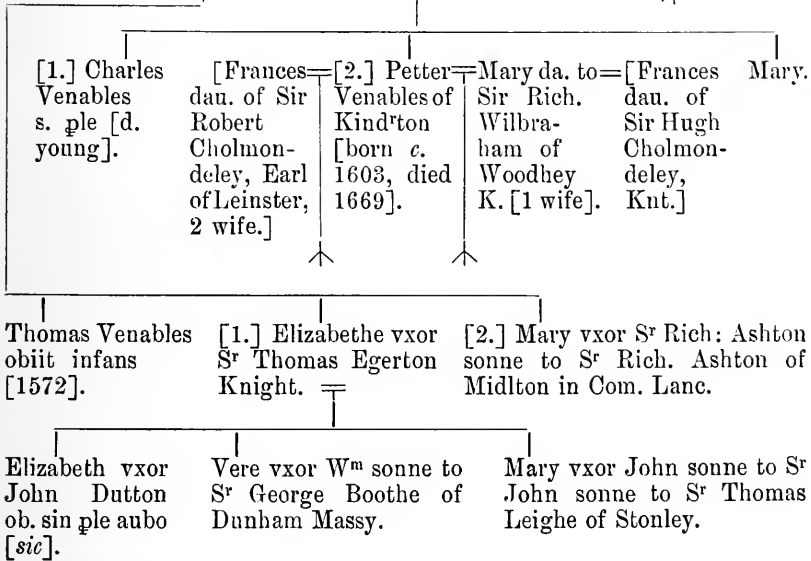 [1.] Charles
Venables
s. ꝑle [d.
young].
[Frances
dau. of Sir
Robert
Cholmon-
deley, Earl
of Leinster,
2 wife.]
[2.] Petter
Venables of
Kindʳton
[born c.
1603, died
1669].
Mary da. to
Sir Rich.
Wilbra-
ham of
Woodhey
K. [1 wife].
[Frances
dau. of
Sir Hugh
Cholmon-
deley,
Knt.]
Mary.
Thomas Venables
obiit infans
[1572].
[1.] Elizabethe vxor
Sʳ Thomas Egerton
Knight.
[2.] Mary vxor Sʳ Rich: Ashton
sonne to Sʳ Rich. Ashton of
Midlton in Com. Lanc.
Elizabeth vxor
John Dutton
ob. sin ꝑle aubo
[sic].
Vere vxor Wᵐ sonne to
Sʳ George Boothe of
Dunham Massy.
Mary vxor John sonne to Sʳ
John sonne to Sʳ Thomas
Leighe of Stonley.